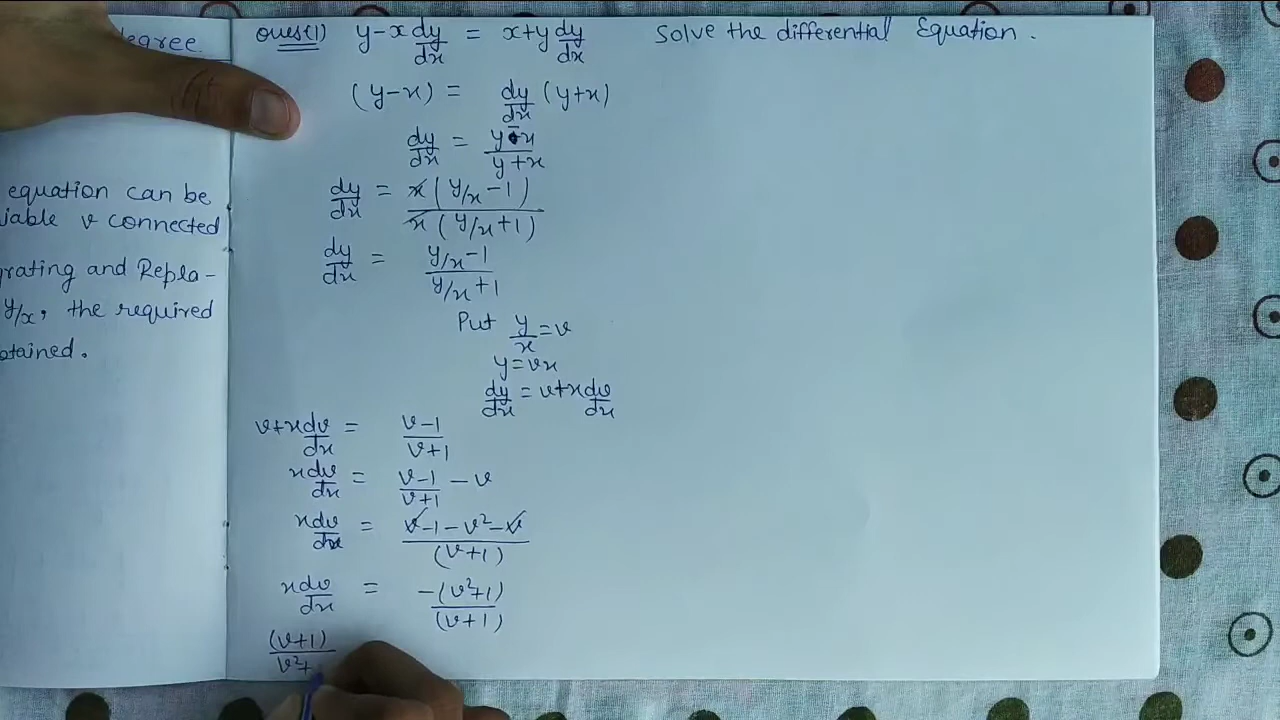 degree.
equation can be
iable v connected
grating and Repla-
y/x, the required
otained.
Ques(1) y-x dy/dx = x+y dy/dx Solve the differential Equation.
(y-x) = dy/dx (y+x)
dy/dx = y-x/y+x
dy/dx = x(y/x-1)/x(y/x+1)
dy/dx = y/x-1/y/x+1
Put y/x = v
y=vx
dy/dx = v+x dv/dx
v+x dv/dx = v-1/v+1
x dv/dx = v-1/v+1 - v
x dv/dx = v-1-v²-v/(v+1)
x dv/dx = -(v²+1)/(v+1)
(v+1)/v²+